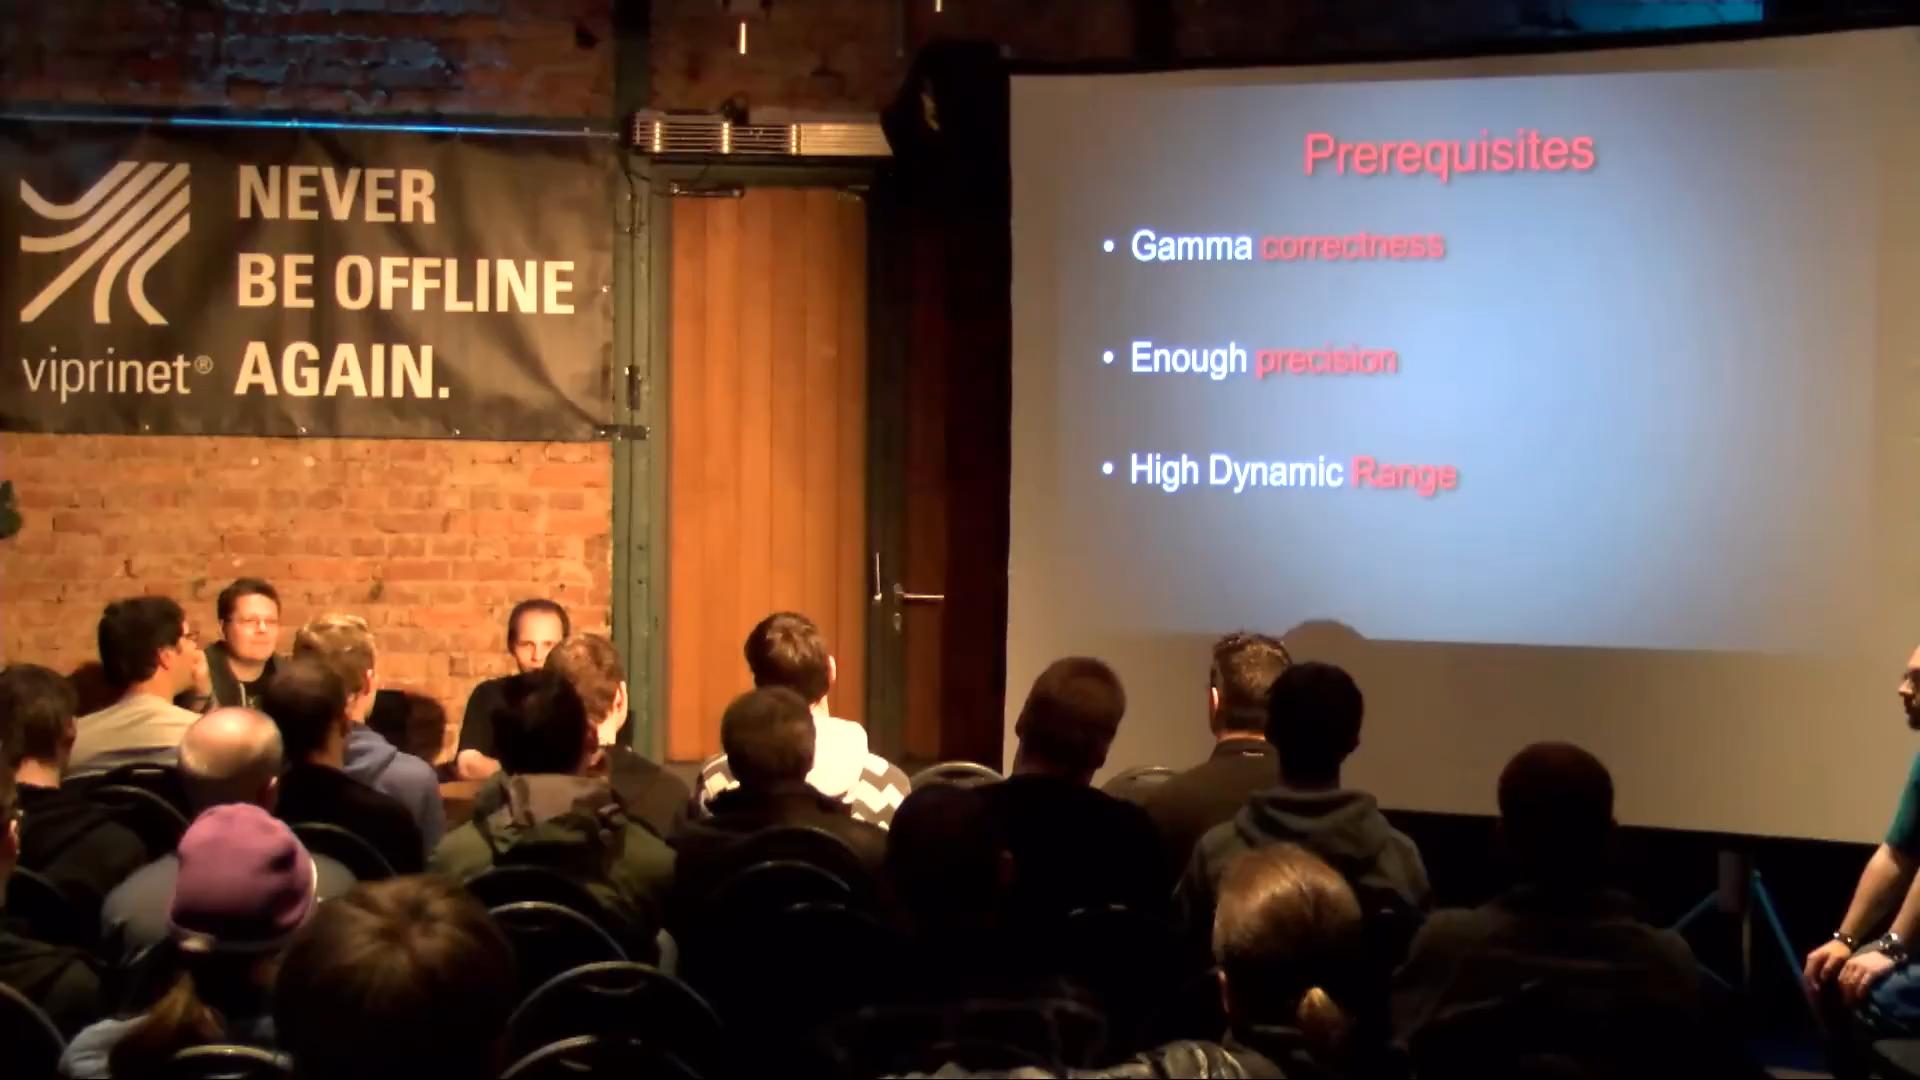 NEVER
BE OFFLINE
AGAIN.
viprinet®
Prerequisites
• Gamma correctness
• Enough precision
• High Dynamic Range